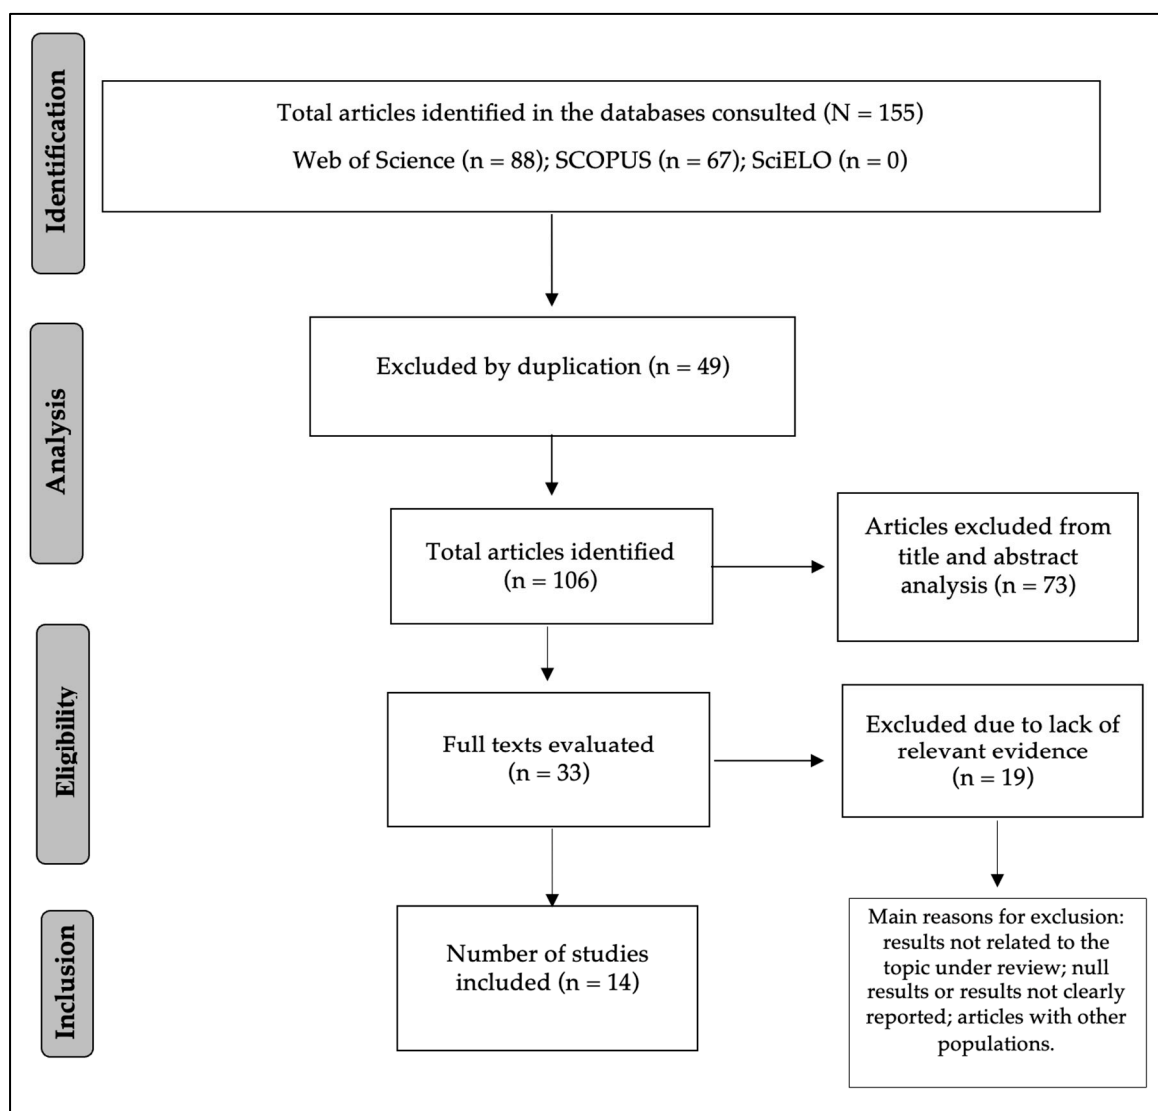 Identification
Total articles identified in the databases consulted (N = 155)
Web of Science (n = 88); SCOPUS (n = 67); SciELO (n = 0)
Analysis
Excluded by duplication (n = 49)
Total articles identified
(n = 106)
Articles excluded from
title and abstract
analysis (n = 73)
Eligibility
Full texts evaluated
(n = 33)
Excluded due to lack of
relevant evidence
(n = 19)
Inclusion
Number of studies
included (n = 14)
Main reasons for exclusion:
results not related to the
topic under review; null
results or results not clearly
reported; articles with other
populations.